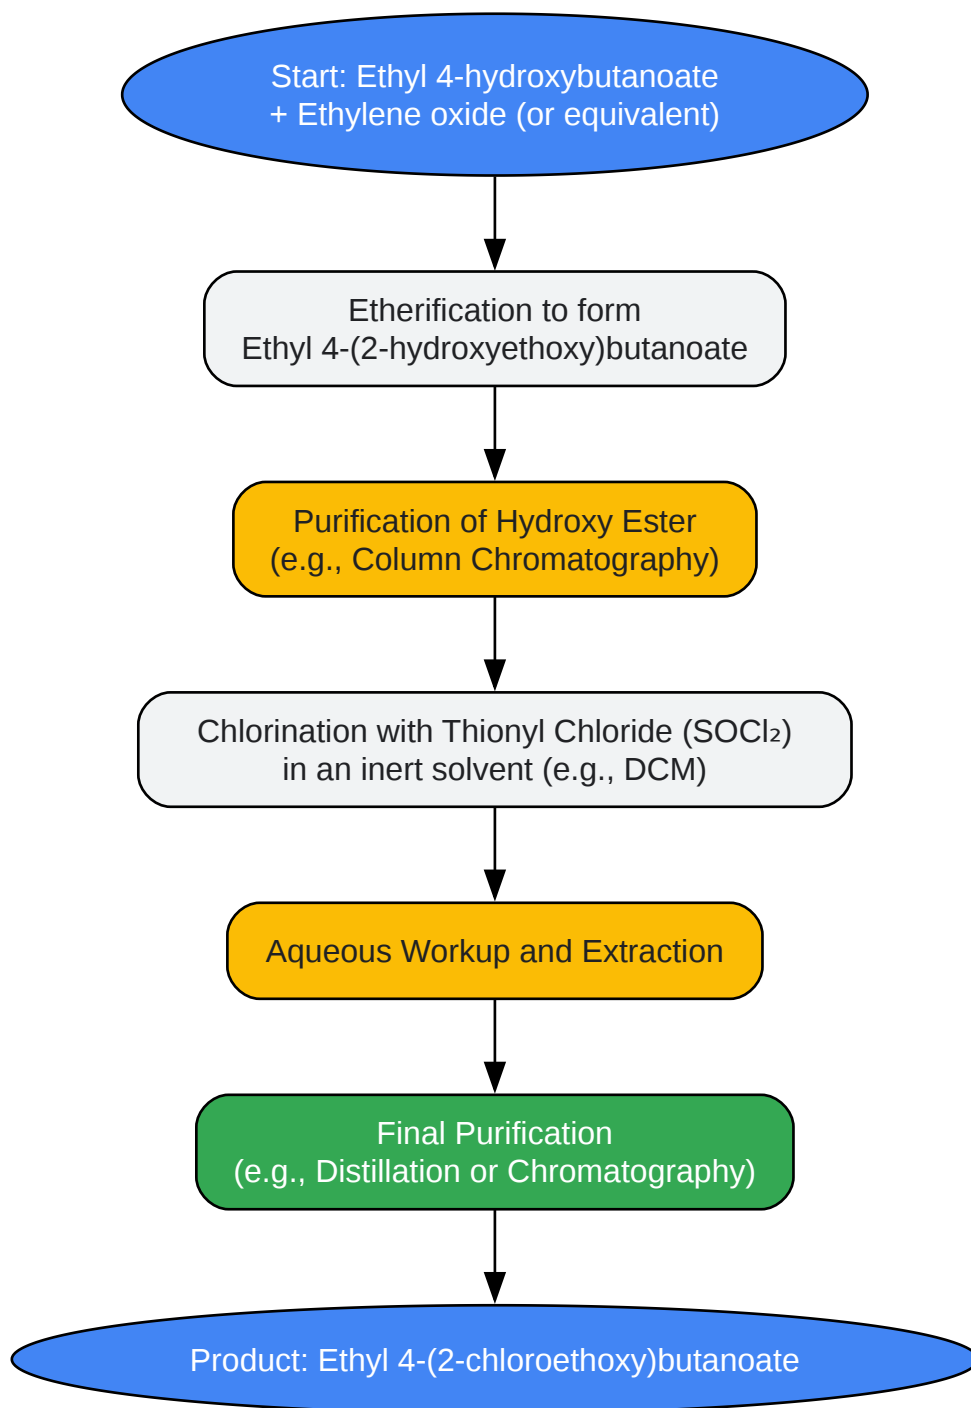 Start: Ethyl 4-hydroxybutanoate
+ Ethylene oxide (or equivalent)
Etherification to form
Ethyl 4-(2-hydroxyethoxy)butanoate
Purification of Hydroxy Ester
(e.g., Column Chromatography)
Chlorination with Thionyl Chloride (SOCl₂)
in an inert solvent (e.g., DCM)
Aqueous Workup and Extraction
Final Purification
(e.g., Distillation or Chromatography)
Product: Ethyl 4-(2-chloroethoxy)butanoate